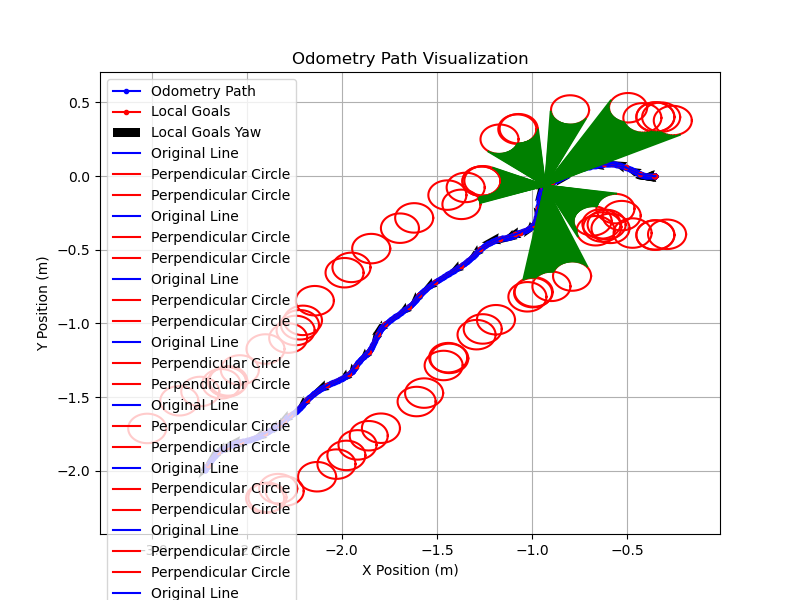 Odometry Path Visualization
Odometry Path
Local Goals
Local Goals Yaw
Original Line
Perpendicular Circle
Perpendicular Circle
Original Line
Perpendicular Circle
Perpendicular Circle
Original Line
Perpendicular Circle
Perpendicular Circle
Original Line
Perpendicular Circle
Perpendicular Circle
Original Line
Perpendicular Circle
Perpendicular Circle
Original Line
Perpendicular Circle
Perpendicular Circle
Original Line
Perpendicular Circle
Perpendicular Circle
Original Line
0.5
0.0
−0.5
−1.0
−1.5
−2.0
Y Position (m)
−2.0 −1.5 −1.0 −0.5
X Position (m)